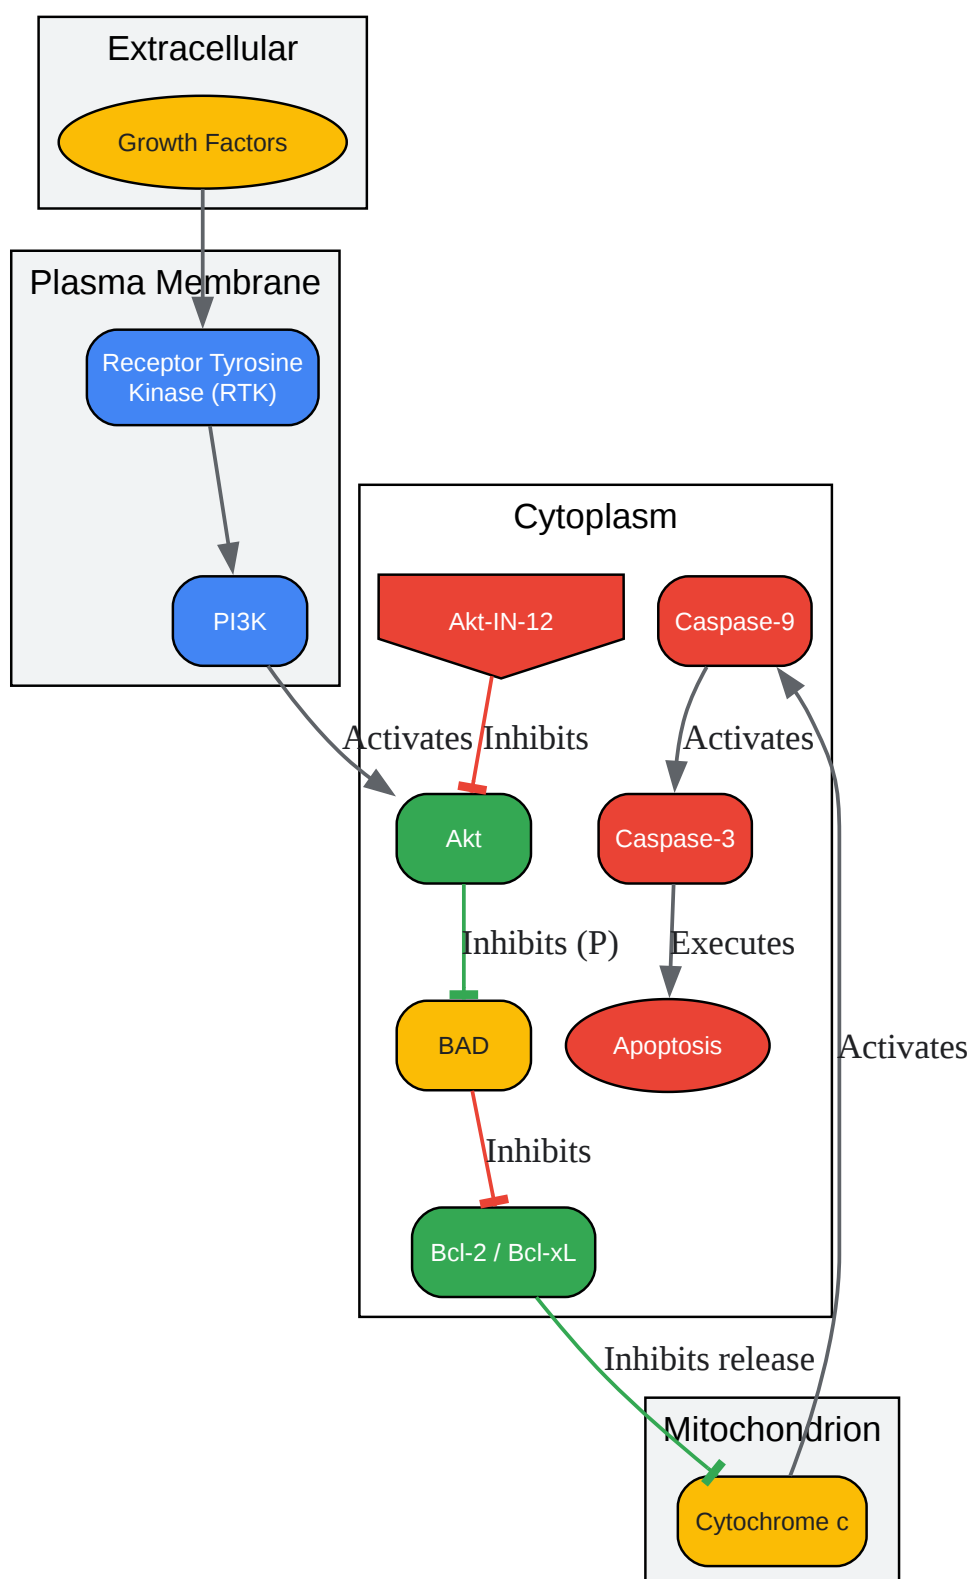 Extracellular
Growth Factors
Plasma Membrane
Receptor Tyrosine
Kinase (RTK)
PI3K
Cytoplasm
Akt-IN-12
Caspase-9
Activates
Inhibits
Activates
Akt
Caspase-3
Inhibits (P)
Executes
BAD
Apoptosis
Activates
Inhibits
Bcl-2 / Bcl-xL
Inhibits release
Mitochondrion
Cytochrome c